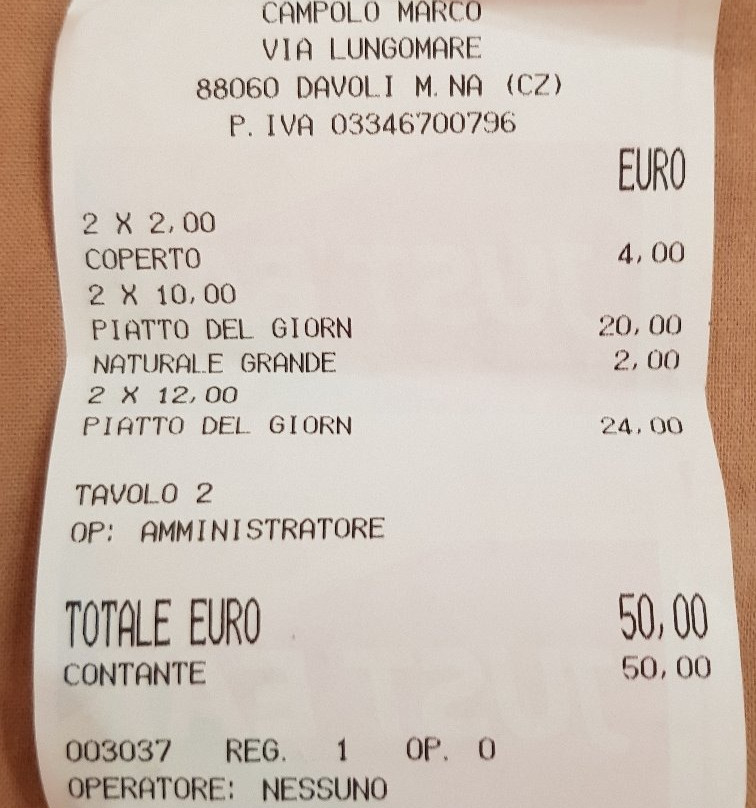 CAMPOLO MARCO
VIA LUNGOMARE
88060 DAVOLI M.NA (CZ)
P.IVA 03346700796
EURO
2 X 2,00
COPERTO 4,00
2 X 10,00
PIATTO DEL GIORN 20,00
NATURALE GRANDE 2,00
2 X 12,00
PIATTO DEL GIORN 24,00
TAVOLO 2
OP: AMMINISTRATORE
TOTALE EURO 50,00
CONTANTE 50,00
003037 REG. 1 OP. 0
OPERATORE: NESSUNO